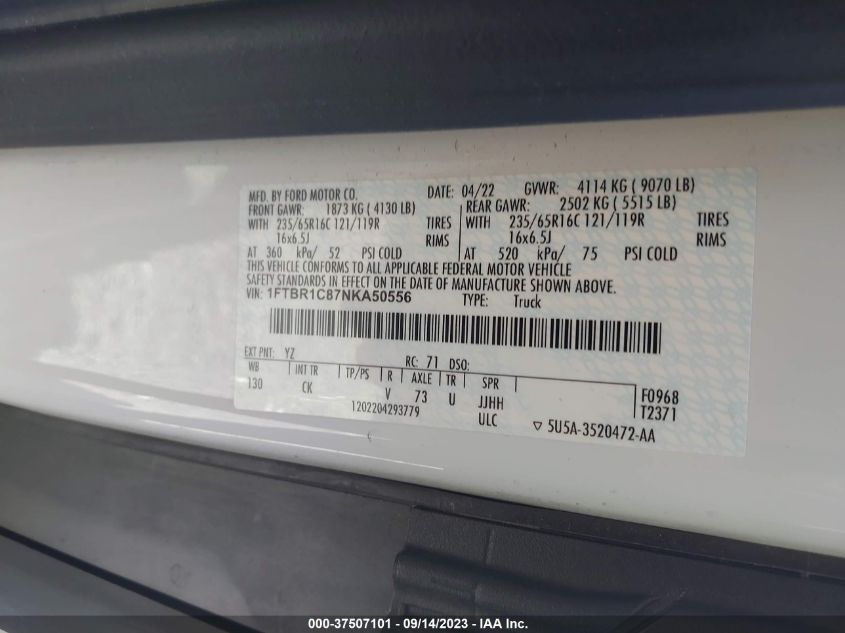 MFD. BY FORD MOTOR CO.
DATE: 04/22 GVWR: 4114 KG ( 9070 LB)
FRONT GAWR: 1873 KG ( 4130 LB) REAR GAWR: 2502 KG ( 5515 LB)
WITH 235/65R16C 121/119R TIRES WITH 235/65R16C 121/119R TIRES
16x6.5J RIMS 16x6.5J RIMS
AT 360 kPa/ 52 PSI COLD AT 520 kPa/ 75 PSI COLD
THIS VEHICLE CONFORMS TO ALL APPLICABLE FEDERAL MOTOR VEHICLE
SAFETY STANDARDS IN EFFECT ON THE DATE OF MANUFACTURE SHOWN ABOVE.
VIN: 1FTBR1C87NKA50556 TYPE: Truck
EXT PNT: YZ RC: 71 DSO:
WB INT TR TP/PS R AXLE TR SPR
130 CK V 73 U JJHH F0968
1202204293779 ULC T2371
▽ 5U5A-3520472-AA
000-37507101 - 09/14/2023 - IAA Inc.